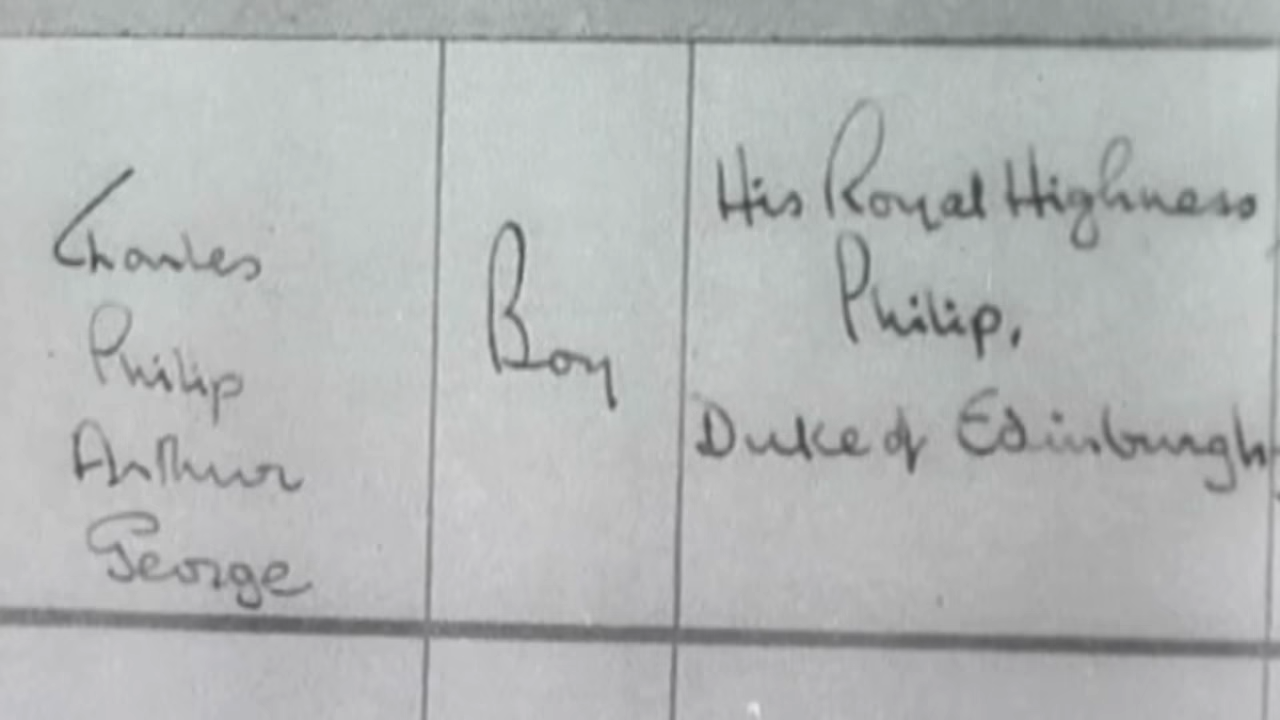 Charles
Philip
Arthur
George
Boy
His Royal Highness
Philip,
Duke of Edinburgh